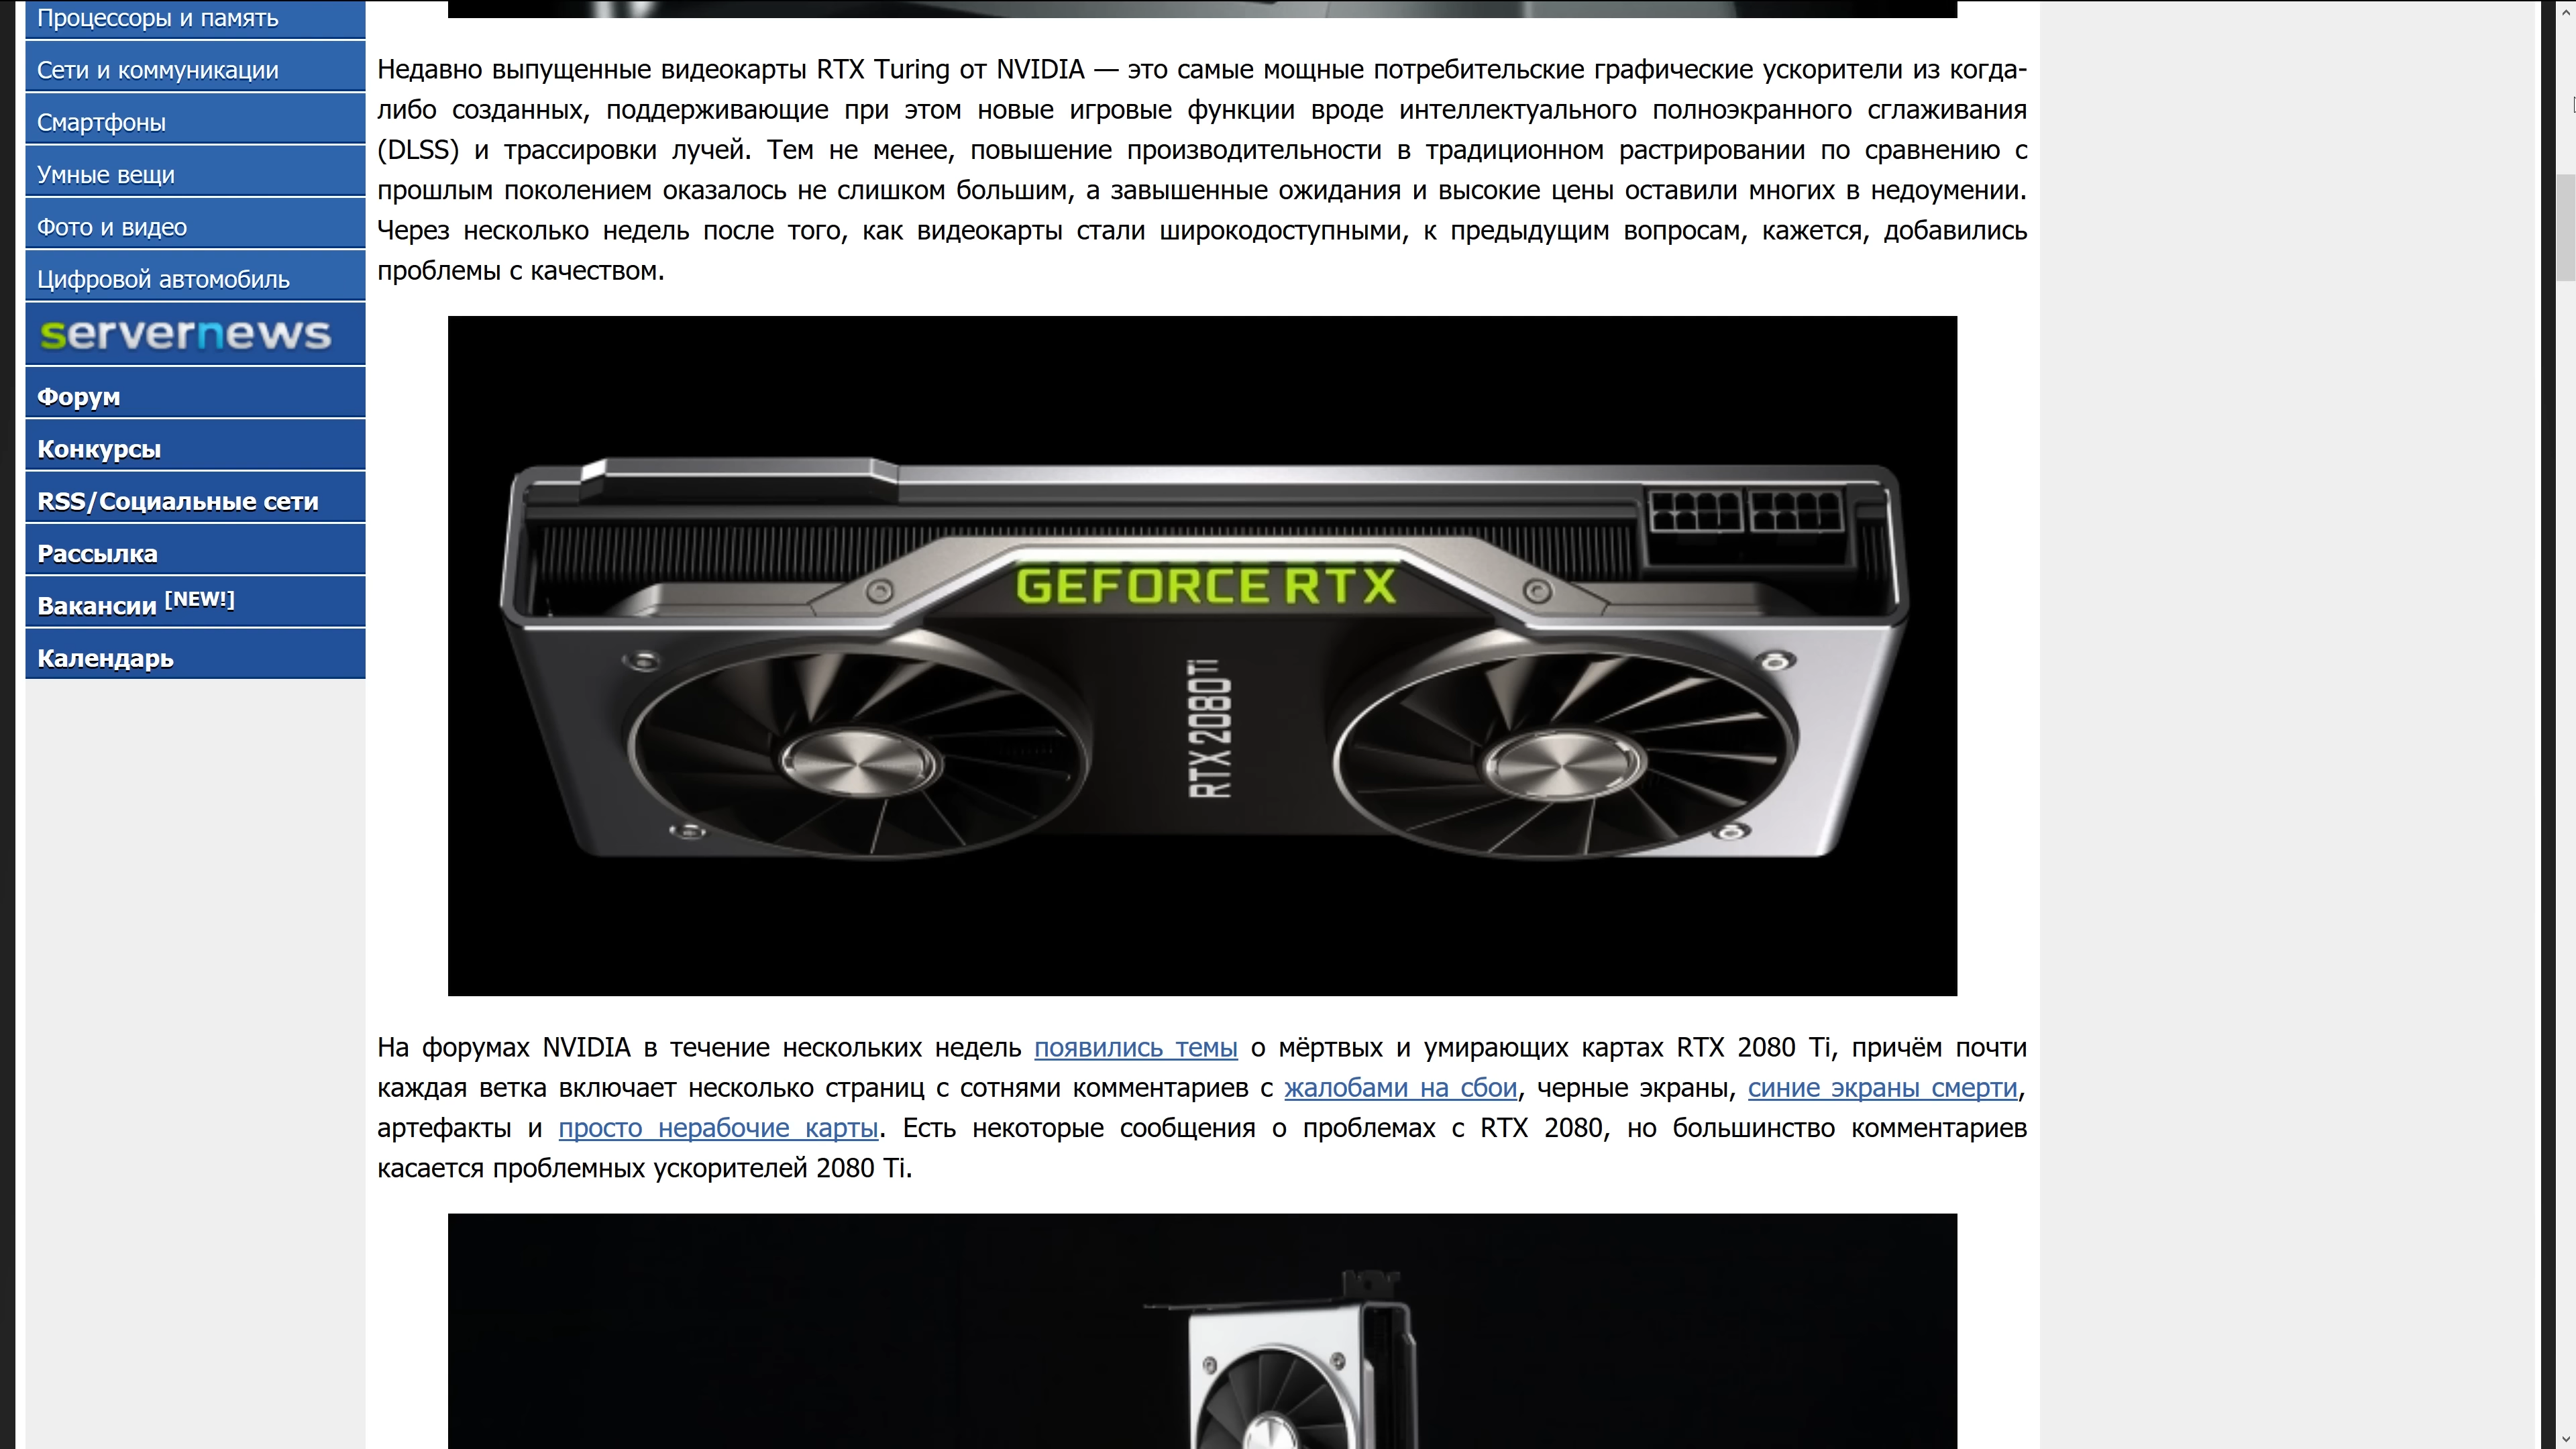 Процессоры и память
Сети и коммуникации
Смартфоны
Умные вещи
Фото и видео
Цифровой автомобиль
servernews
Форум
Конкурсы
RSS/Социальные сети
Рассылка
Вакансии [NEW!]
Календарь
Недавно выпущенные видеокарты RTX Turing от NVIDIA — это самые мощные потребительские графические ускорители из когда-
либо созданных, поддерживающие при этом новые игровые функции вроде интеллектуального полноэкранного сглаживания
(DLSS) и трассировки лучей. Тем не менее, повышение производительности в традиционном растрировании по сравнению с
прошлым поколением оказалось не слишком большим, а завышенные ожидания и высокие цены оставили многих в недоумении.
Через несколько недель после того, как видеокарты стали широкодоступными, к предыдущим вопросам, кажется, добавились
проблемы с качеством.
GEFORCE RTX
RTX 2080Ti
На форумах NVIDIA в течение нескольких недель появились темы о мёртвых и умирающих картах RTX 2080 Ti, причём почти
каждая ветка включает несколько страниц с сотнями комментариев с жалобами на сбои, черные экраны, синие экраны смерти,
артефакты и просто нерабочие карты. Есть некоторые сообщения о проблемах с RTX 2080, но большинство комментариев
касается проблемных ускорителей 2080 Ti.